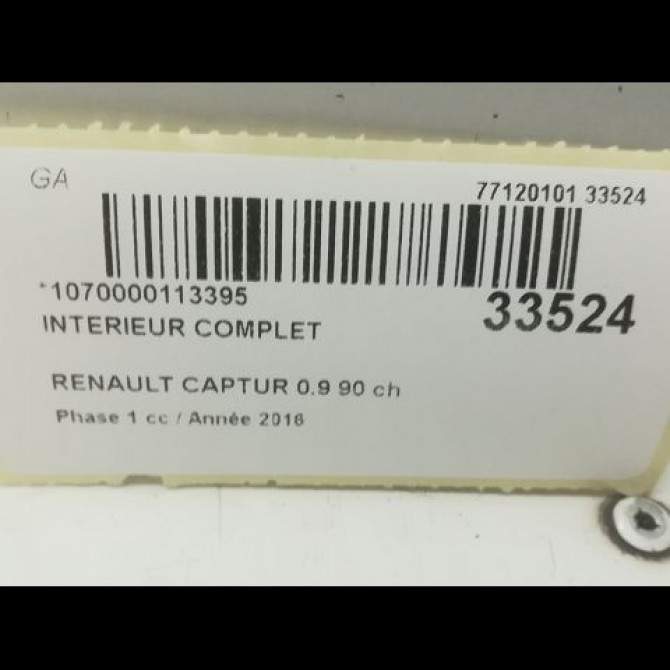 GA
77120101 33524
*1070000113395
33524
INTERIEUR COMPLET
RENAULT CAPTUR 0.9 90 ch
Phase 1 cc / Année 2016